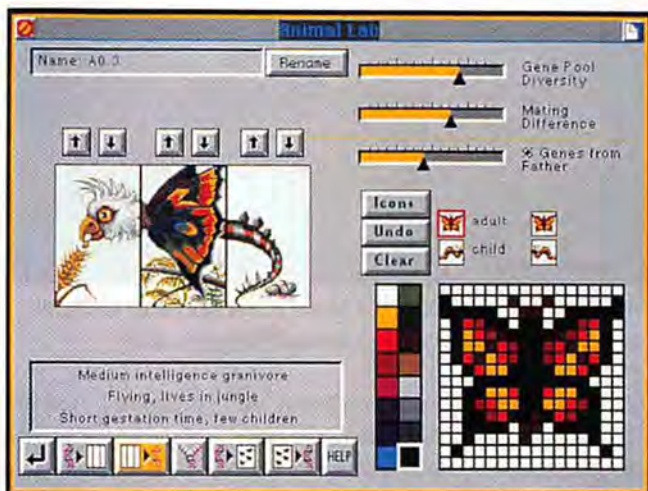 Animal Lab
Name: A0.3
Rename
Gene Pool
Diversity
Mating
Difference
% Genes from
Father
Icons
Undo
Clear
adult
child
Medium intelligence granivore
Flying, lives in jungle
Short gestation time, few children
HELP